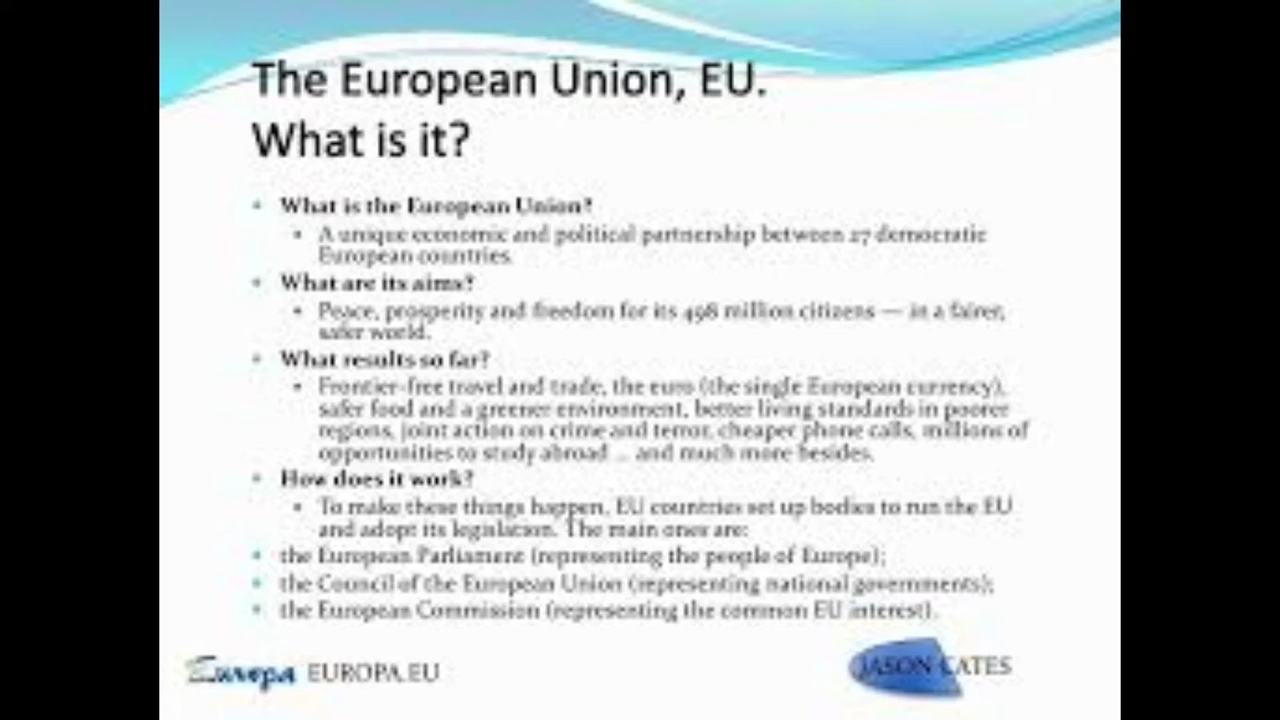 The European Union, EU.
What is it?
• What is the European Union?
• A unique economic and political partnership between 27 democratic
European countries.
• What are its aims?
• Peace, prosperity and freedom for its 498 million citizens — in a fairer,
safer world.
• What results so far?
• Frontier-free travel and trade, the euro (the single European currency),
safer food and a greener environment, better living standards in poorer
regions, joint action on crime and terror, cheaper phone calls, millions of
opportunities to study abroad ... and much more besides.
• How does it work?
• To make these things happen, EU countries set up bodies to run the EU
and adopt its legislation. The main ones are:
• the European Parliament (representing the people of Europe);
• the Council of the European Union (representing national governments);
• the European Commission (representing the common EU interest).
Europa EUROPA.EU
JASON CATES